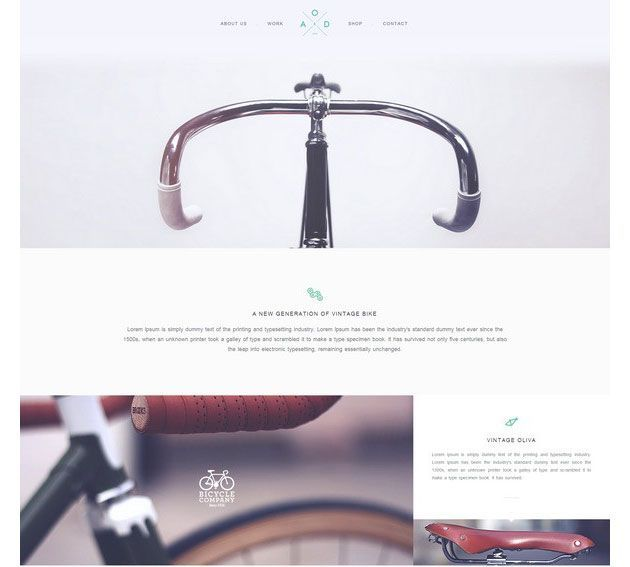 ABOUT US
WORK
O
A D
SHOP
CONTACT
A NEW GENERATION OF VINTAGE BIKE
Lorem Ipsum is simply dummy text of the printing and typesetting industry. Lorem Ipsum has been the industry's standard dummy text ever since the
1500s, when an unknown printer took a galley of type and scrambled it to make a type specimen book. It has survived not only five centuries, but also
the leap into electronic typesetting, remaining essentially unchanged.
BROOKS
BICYCLE
COMPANY
VINTAGE OLIVA
Lorem Ipsum is simply dummy text of the printing and typesetting industry.
Lorem Ipsum has been the industry's standard dummy text ever since the
1500s, when an unknown printer took a galley of type and scrambled it to
make a type specimen book. It has survived.